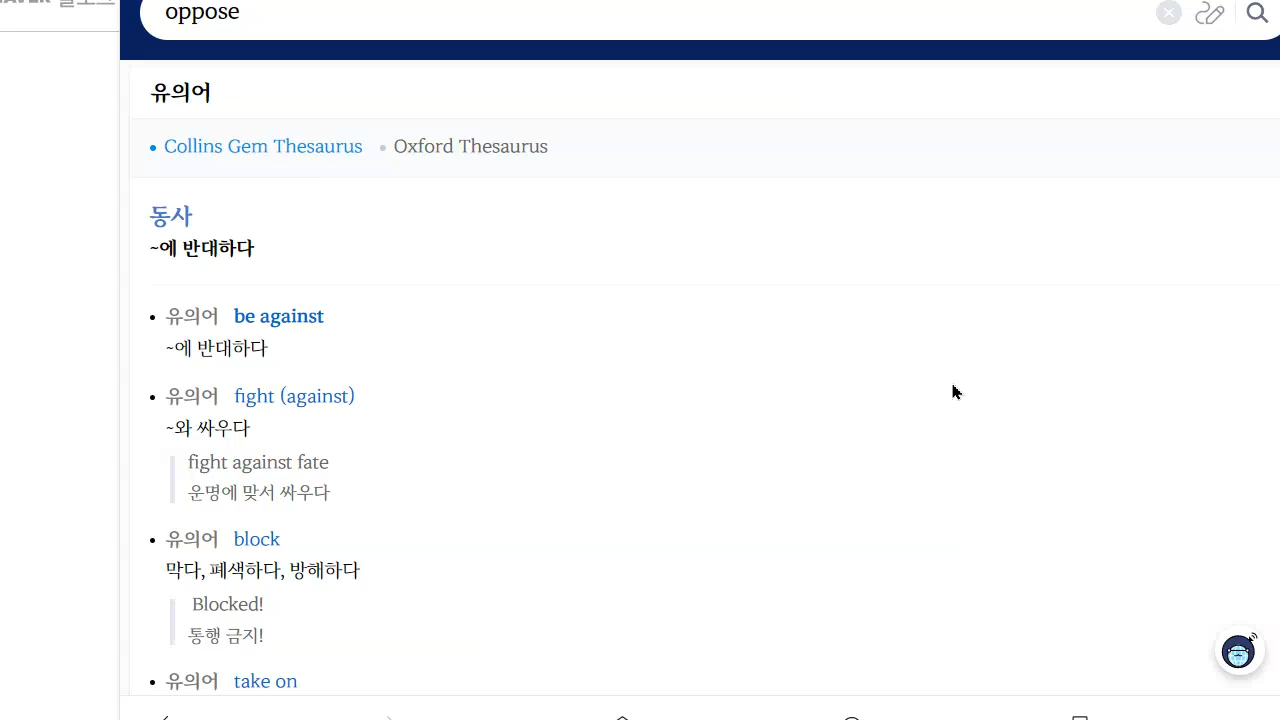 oppose
유의어
Collins Gem Thesaurus Oxford Thesaurus
동사
~에 반대하다
유의어 be against
~에 반대하다
유의어 fight (against)
~와 싸우다
fight against fate
운명에 맞서 싸우다
유의어 block
막다, 폐색하다, 방해하다
Blocked!
통행 금지!
유의어 take on